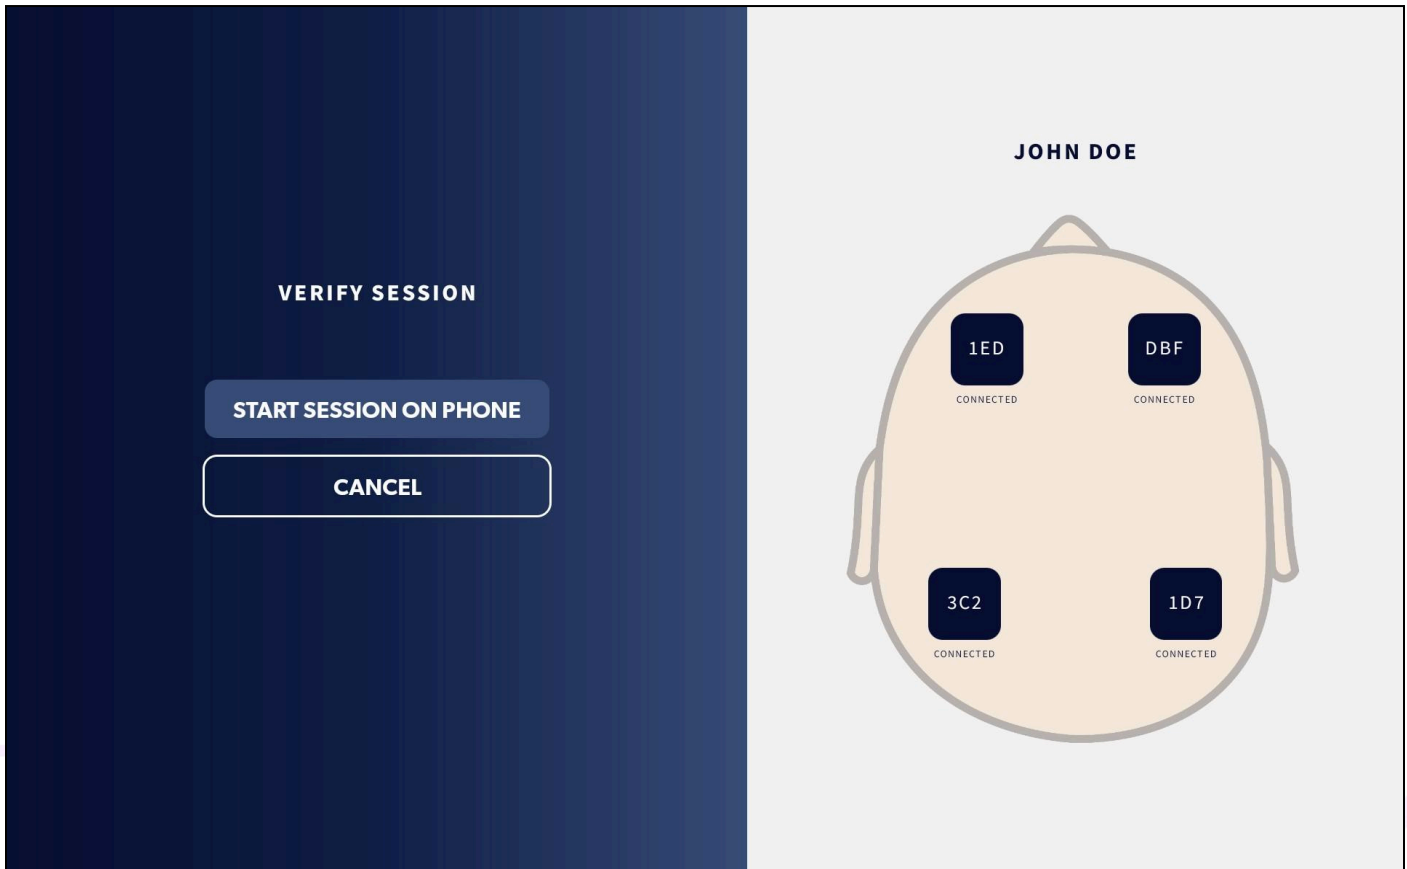 VERIFY SESSION
START SESSION ON PHONE
CANCEL
JOHN DOE
1ED
CONNECTED
DBF
CONNECTED
3C2
CONNECTED
1D7
CONNECTED